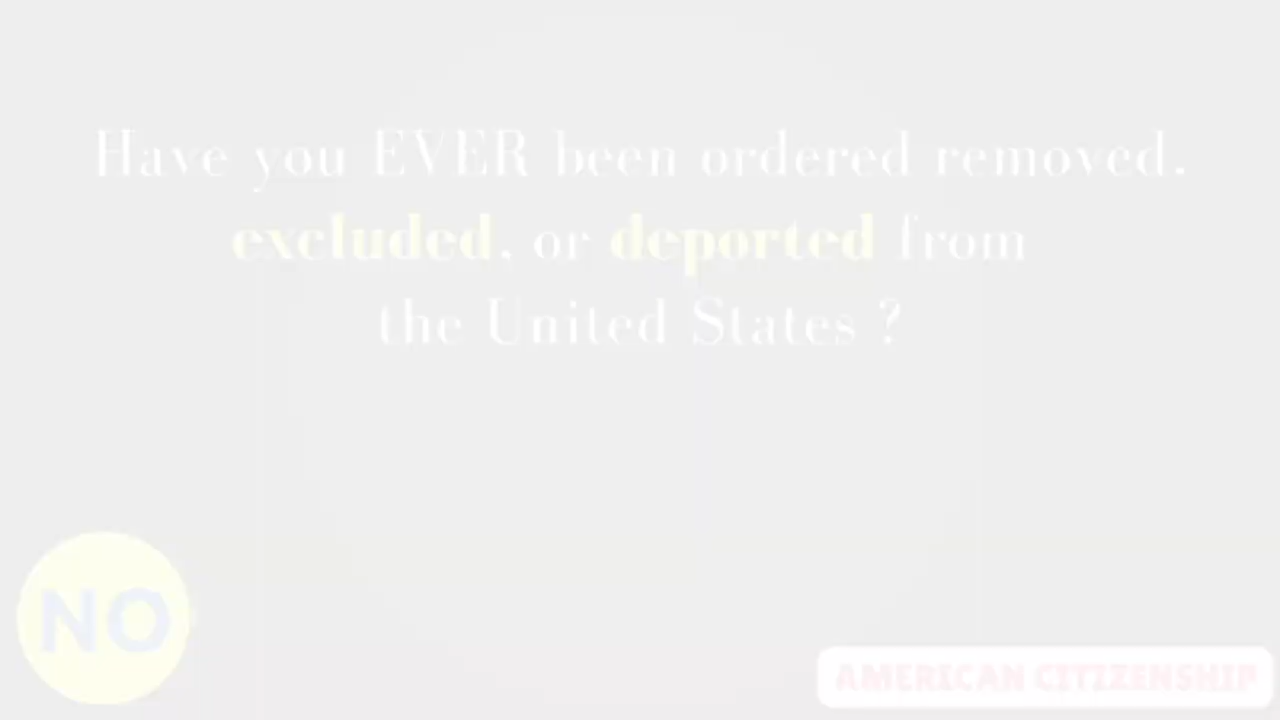 Have you EVER been ordered removed,
excluded, or deported from
the United States ?
NO
AMERICAN CITIZENSHIP